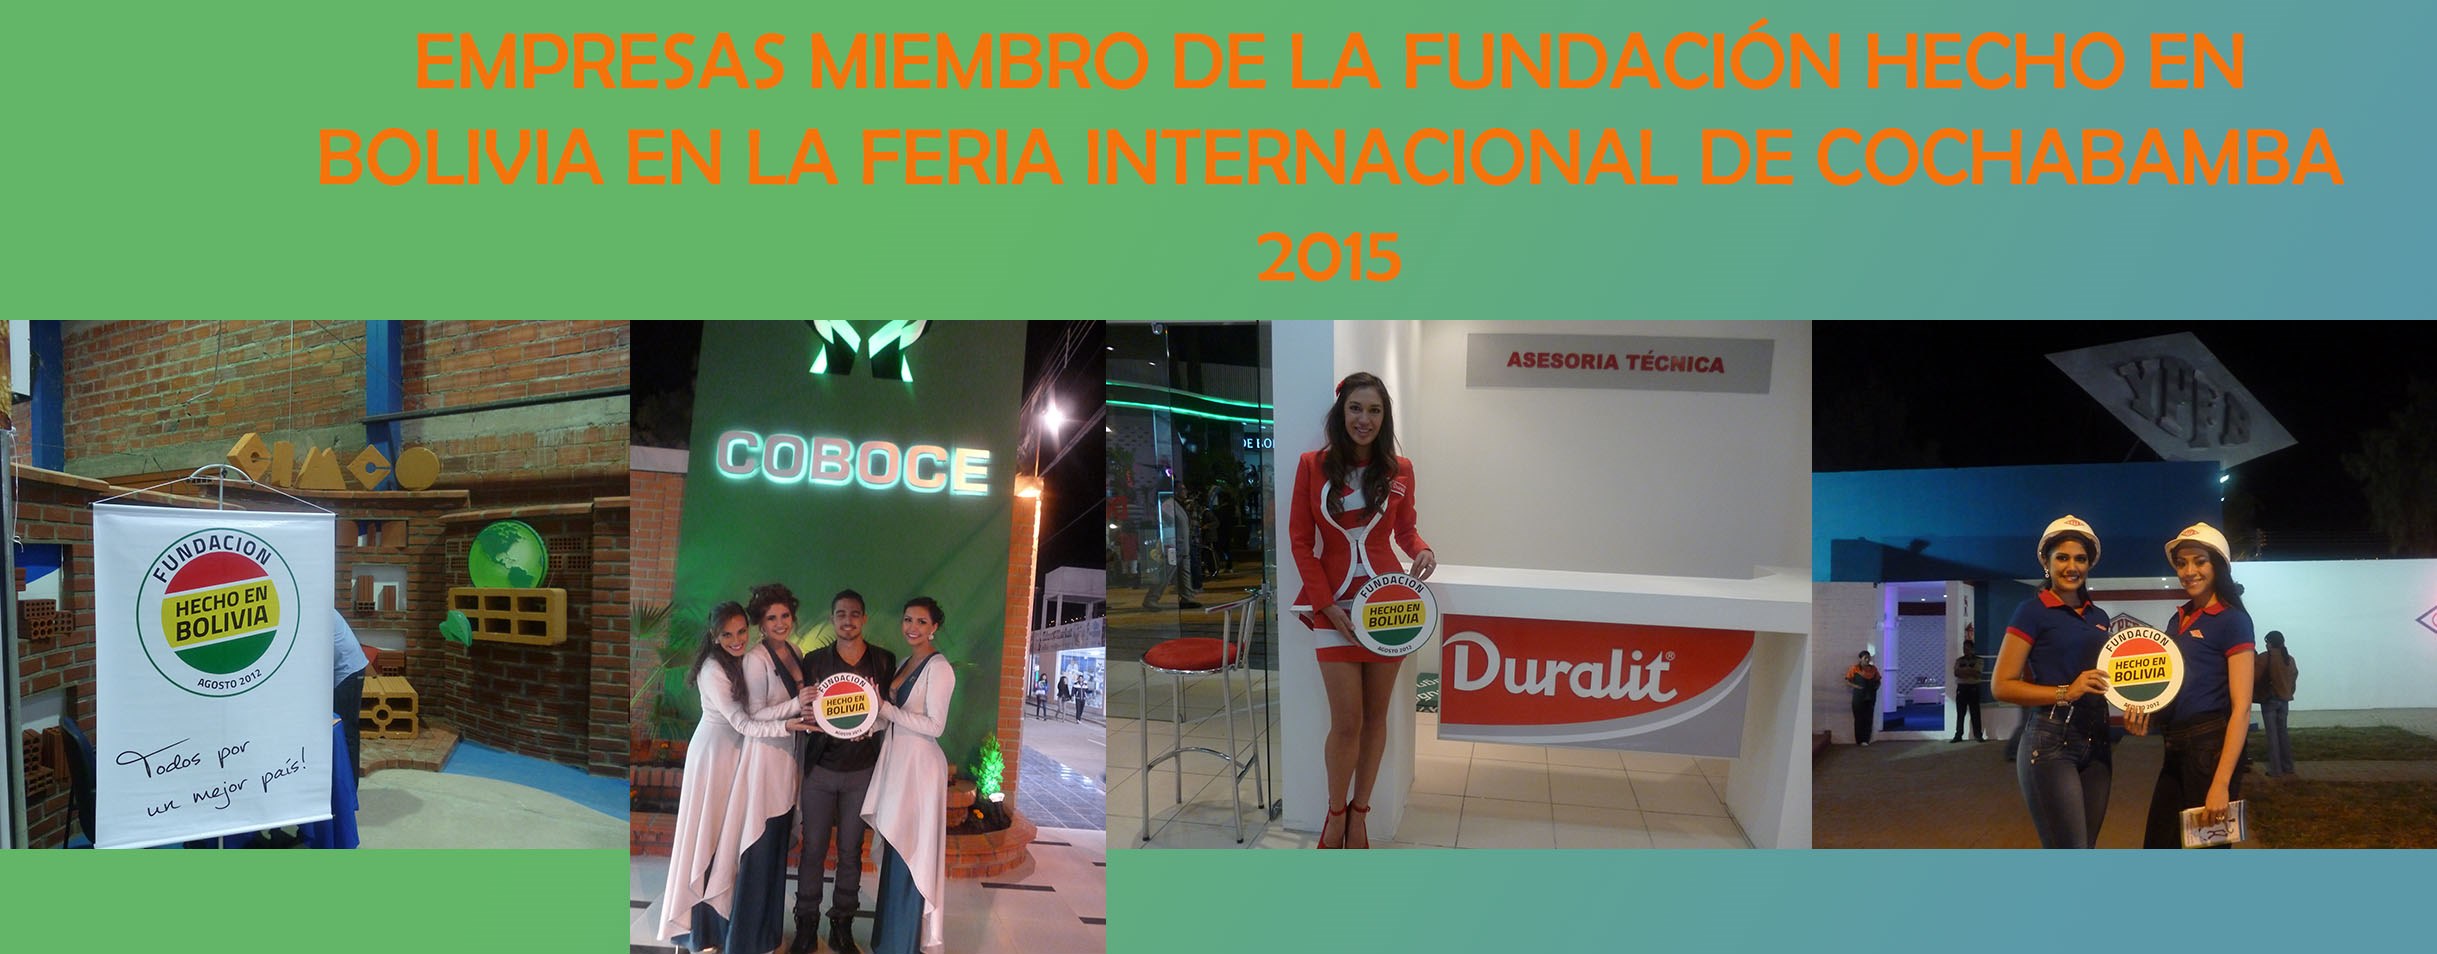 EMPRESAS MIEMBRO DE LA FUNDACIÓN HECHO EN
BOLIVIA EN LA FERIA INTERNACIONAL DE COCHABAMBA
2015
CIMCO
FUNDACION
HECHO EN
BOLIVIA
AGOSTO 2012
Todos por
un mejor país!
COBOCE
FUNDACION
HECHO EN
BOLIVIA
AGOSTO 2012
DE BO
ASESORIA TÉCNICA
FUNDACION
HECHO EN
BOLIVIA
AGOSTO 2012
Duralit
YPFB
FUNDACION
HECHO EN
BOLIVIA
AGOSTO 2012